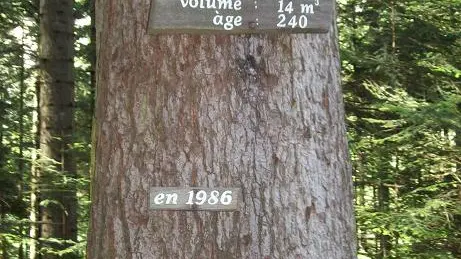 volume : 14 m³
âge : 240
en 1986